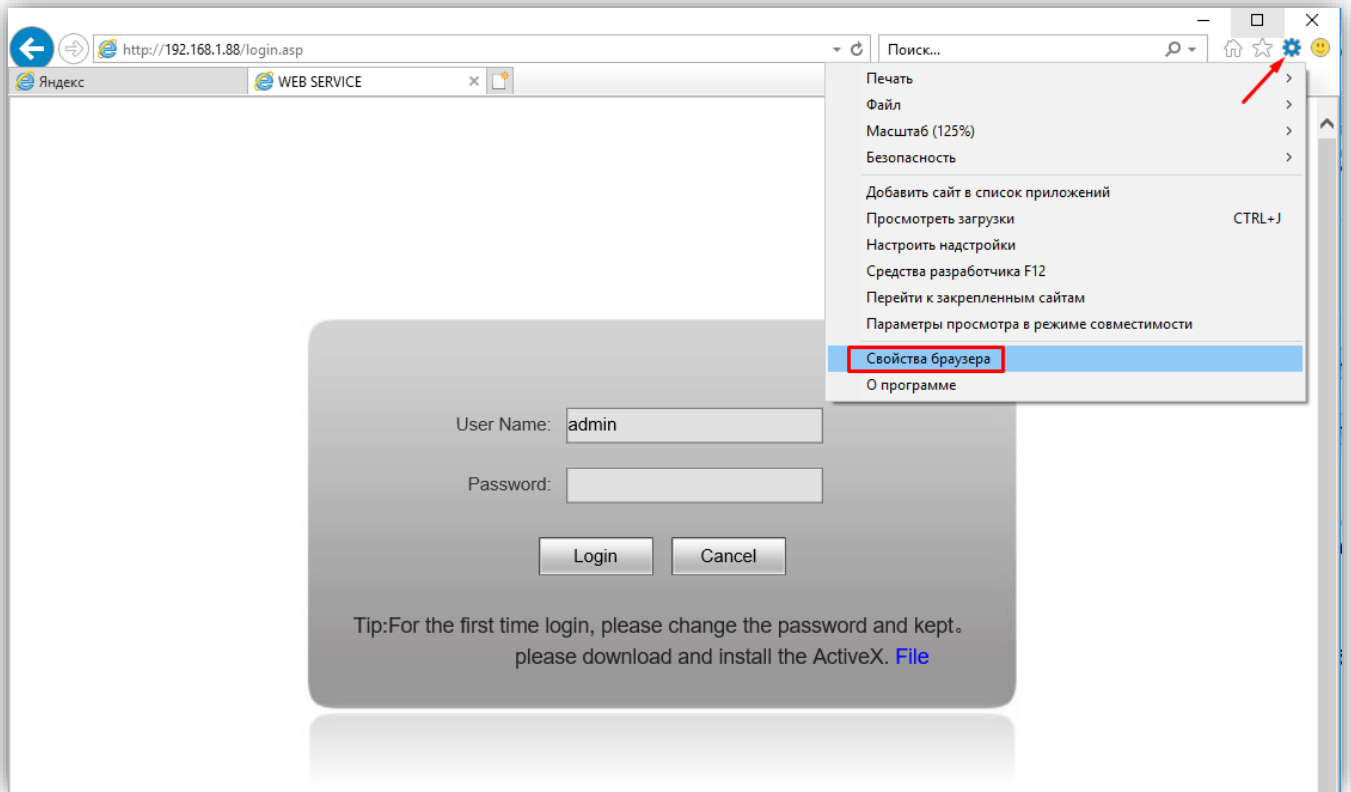 http://192.168.1.88/login.asp
Поиск...
Яндекс
WEB SERVICE
Печать
Файл
Масштаб (125%)
Безопасность
Добавить сайт в список приложений
Просмотреть загрузки CTRL+J
Настроить надстройки
Средства разработчика F12
Перейти к закрепленным сайтам
Параметры просмотра в режиме совместимости
Свойства браузера
О программе
User Name: admin
Password:
Login Cancel
Tip:For the first time login, please change the password and kept。
please download and install the ActiveX. File